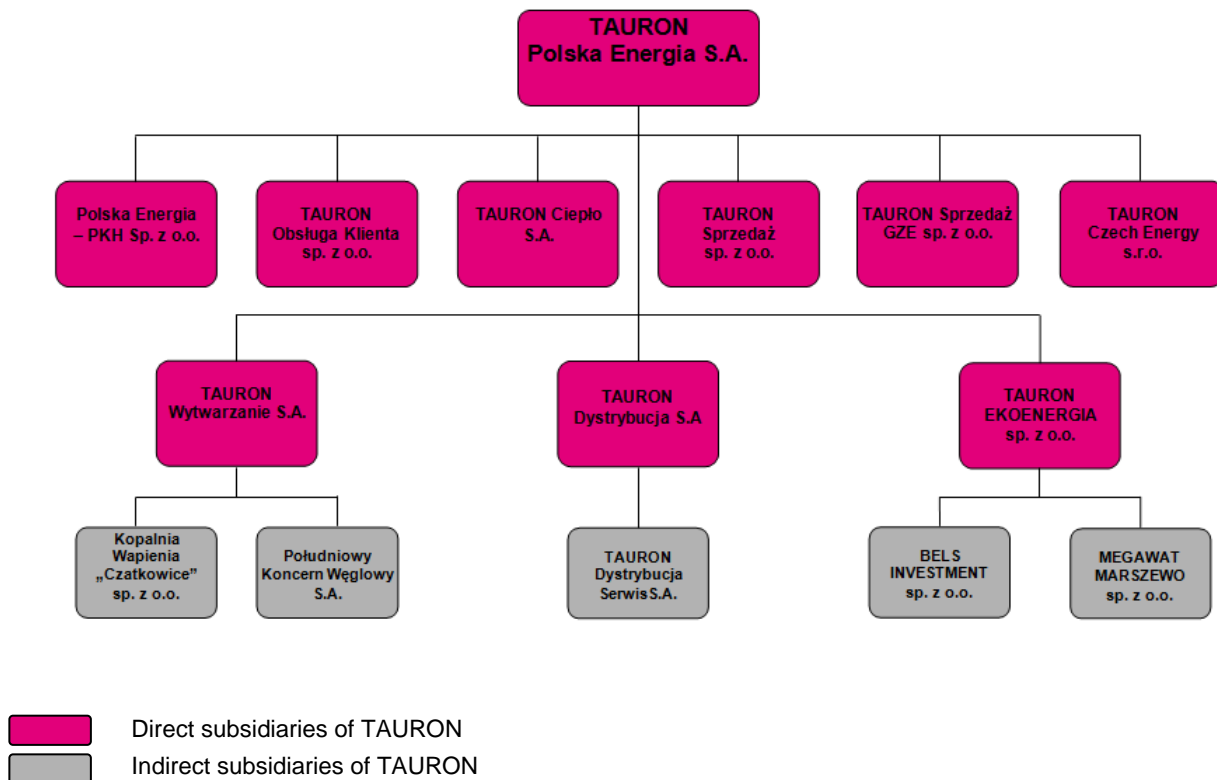 TAURON
Polska Energia S.A.
Polska Energia
– PKH Sp. z o.o.
TAURON
Obsługa Klienta
sp. z o.o.
TAURON Ciepło
S.A.
TAURON
Sprzedaż
sp. z o.o.
TAURON Sprzedaż
GZE sp. z o.o.
TAURON
Czech Energy
s.r.o.
TAURON
Wytwarzanie S.A.
TAURON
Dystrybucja S.A
TAURON
EKOENERGIA
sp. z o.o.
Kopalnia
Wapienia
„Czatkowice”
sp. z o.o.
Południowy
Koncern Węglowy
S.A.
TAURON
Dystrybucja
Serwis S.A.
BELS
INVESTMENT
sp. z o.o.
MEGAWAT
MARSZEWO
sp. z o.o.
Direct subsidiaries of TAURON
Indirect subsidiaries of TAURON